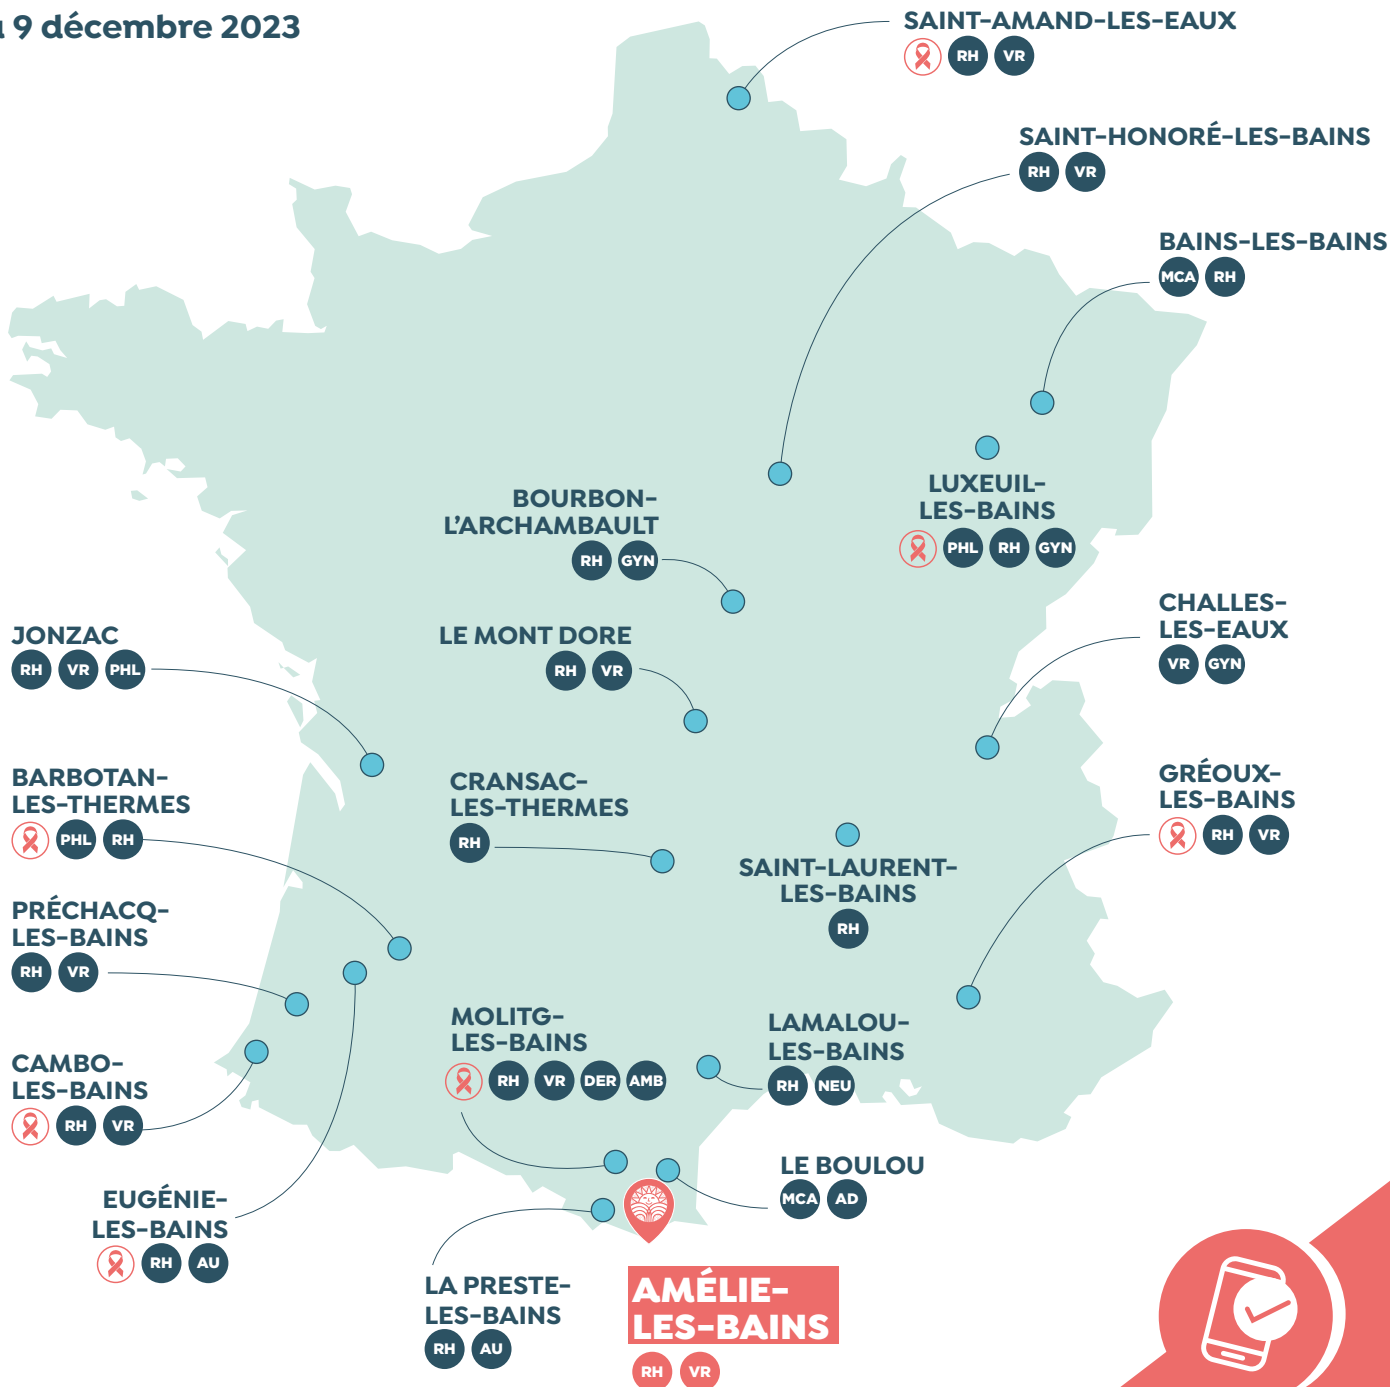 9 décembre 2023
SAINT-AMAND-LES-EAUX
RH VR
SAINT-HONORÉ-LES-BAINS
RH VR
BAINS-LES-BAINS
MCA RH
LUXEUIL-
LES-BAINS
PHL RH GYN
BOURBON-
L'ARCHAMBAULT
RH GYN
CHALLES-
LES-EAUX
VR GYN
JONZAC
RH VR PHL
LE MONT DORE
RH VR
BARBOTAN-
LES-THERMES
PHL RH
CRANSAC-
LES-THERMES
RH
GRÉOUX-
LES-BAINS
RH VR
SAINT-LAURENT-
LES-BAINS
RH
PRÉCHACQ-
LES-BAINS
RH VR
MOLITG-
LES-BAINS
RH VR DER AMB
LAMALOU-
LES-BAINS
RH NEU
CAMBO-
LES-BAINS
RH VR
LE BOULOU
MCA AD
EUGÉNIE-
LES-BAINS
RH AU
LA PRESTE-
LES-BAINS
RH AU
AMÉLIE-
LES-BAINS
RH VR